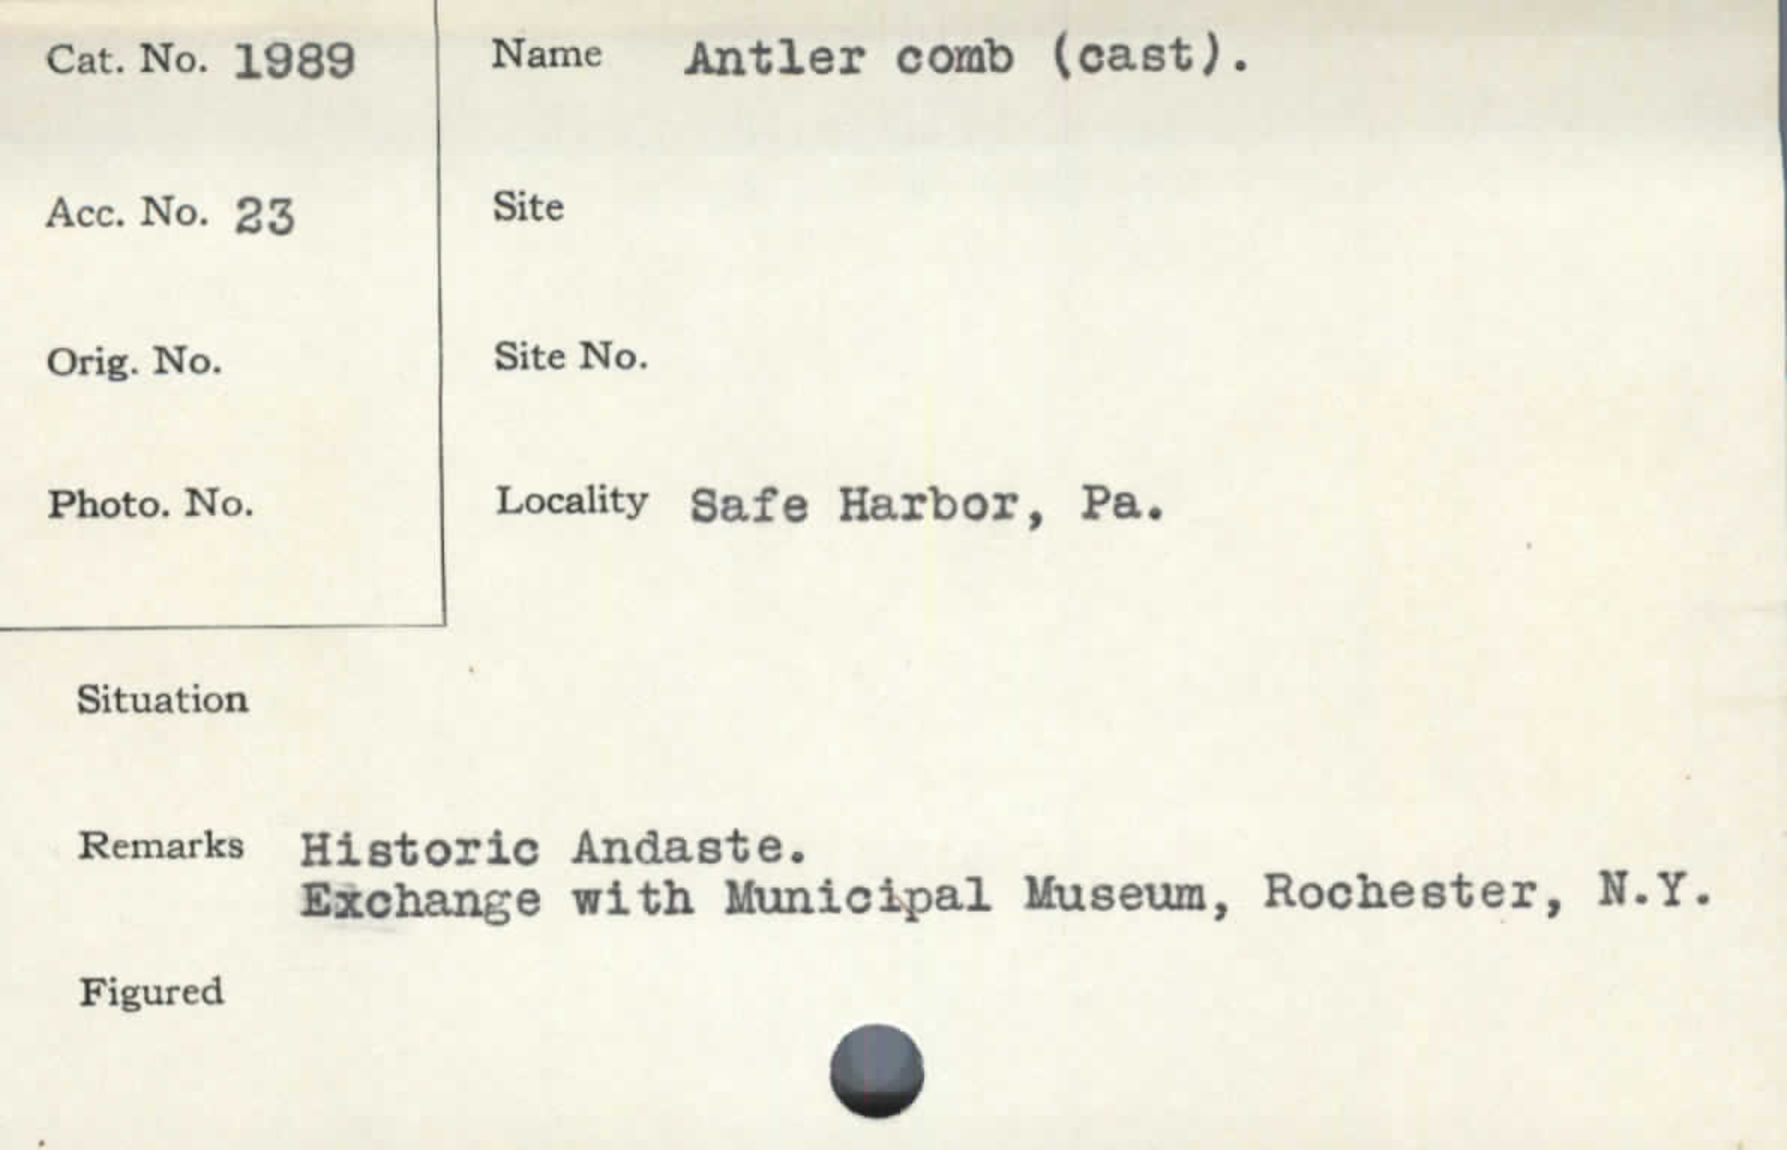 Cat. No. 1989
Name Antler comb (cast).
Acc. No. 23
Site
Orig. No.
Site No.
Photo. No.
Locality Safe Harbor, Pa.
Situation
Remarks Historic Andaste.
Exchange with Municipal Museum, Rochester, N.Y.
Figured